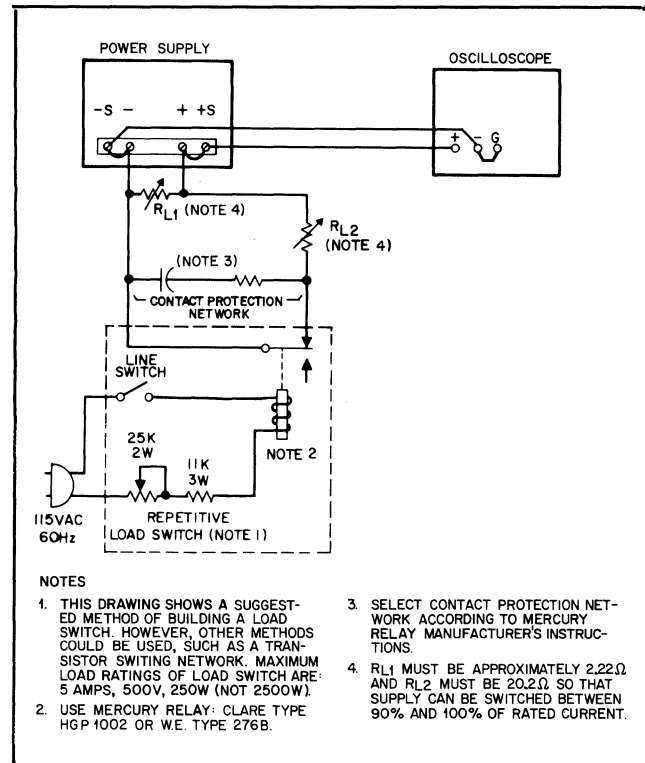 POWER SUPPLY
OSCILLOSCOPE
-S - + +S
+ - G
RL1 (NOTE 4)
RL2
(NOTE 4)
(NOTE 3)
CONTACT PROTECTION
NETWORK
LINE
SWITCH
25K
2W
11K
3W
NOTE 2
115VAC
60Hz
REPETITIVE
LOAD SWITCH (NOTE 1)
NOTES
1. THIS DRAWING SHOWS A SUGGEST-
ED METHOD OF BUILDING A LOAD
SWITCH. HOWEVER, OTHER METHODS
COULD BE USED, SUCH AS A TRAN-
SISTOR SWITING NETWORK. MAXIMUM
LOAD RATINGS OF LOAD SWITCH ARE:
5 AMPS, 500V, 250W (NOT 2500W).
2. USE MERCURY RELAY: CLARE TYPE
HGP 1002 OR W.E. TYPE 276B.
3. SELECT CONTACT PROTECTION NET-
WORK ACCORDING TO MERCURY
RELAY MANUFACTURER'S INSTRUC-
TIONS.
4. RL1 MUST BE APPROXIMATELY 2.22Ω
AND RL2 MUST BE 20.2Ω SO THAT
SUPPLY CAN BE SWITCHED BETWEEN
90% AND 100% OF RATED CURRENT.